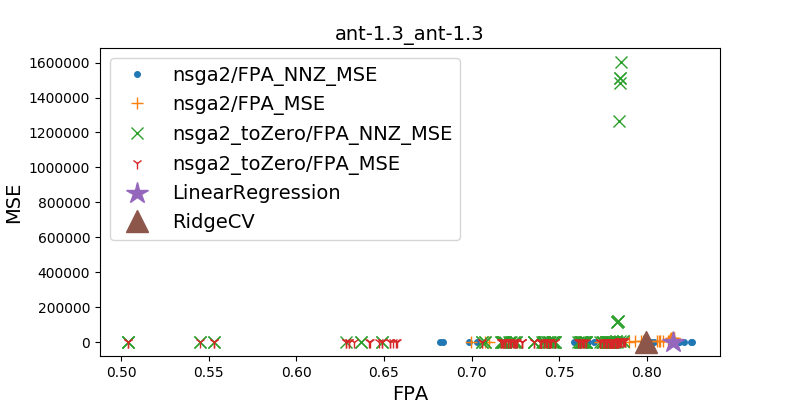 ant-1.3_ant-1.3
1600000
1400000
1200000
1000000
800000
600000
400000
200000
0
MSE
nsga2/FPA_NNZ_MSE
nsga2/FPA_MSE
nsga2_toZero/FPA_NNZ_MSE
nsga2_toZero/FPA_MSE
LinearRegression
RidgeCV
0.50 0.55 0.60 0.65 0.70 0.75 0.80
FPA